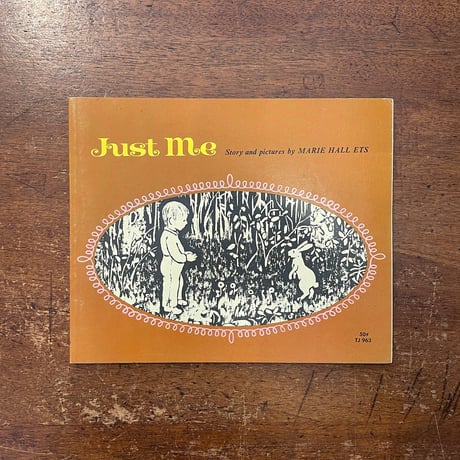 Just Me Story and pictures by MARIE HALL ETS
50¢
TJ 963